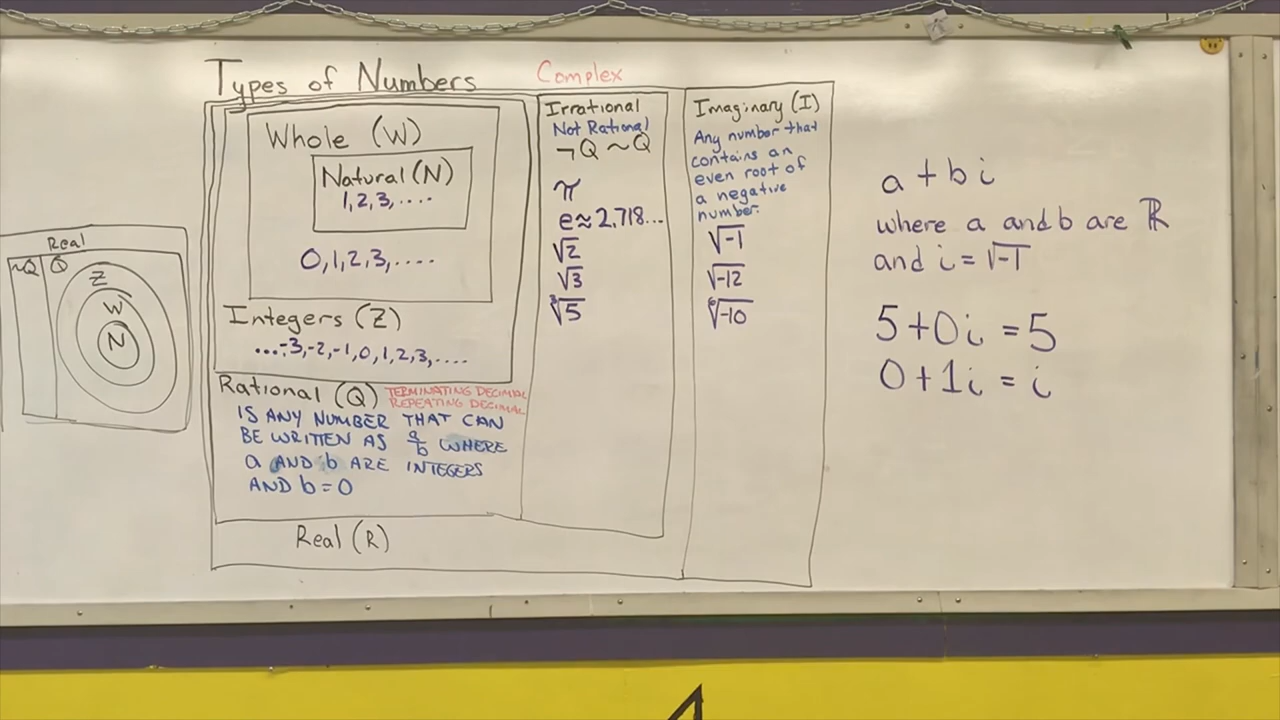 Types of Numbers
Complex
Whole (W)
Natural (N)
1,2,3,....
0,1,2,3,....
Integers (Z)
...,-3,-2,-1,0,1,2,3,....
Rational (Q) TERMINATING DECIMAL
REPEATING DECIMAL
IS ANY NUMBER THAT CAN
BE WRITTEN AS a/b WHERE
a AND b ARE INTEGERS
AND b = 0
Real (R)
Irrational
Not Rational
¬Q ~Q
π
e≈2.718...
√2
√3
∛5
Imaginary (I)
Any number that
contains an
even root of
a negative
number.
√-1
√-12
⁶√-10
Real
~Q Q
Z
W
N
a + bi
where a and b are ℝ
and i = √-1
5+0i = 5
0+1i = i